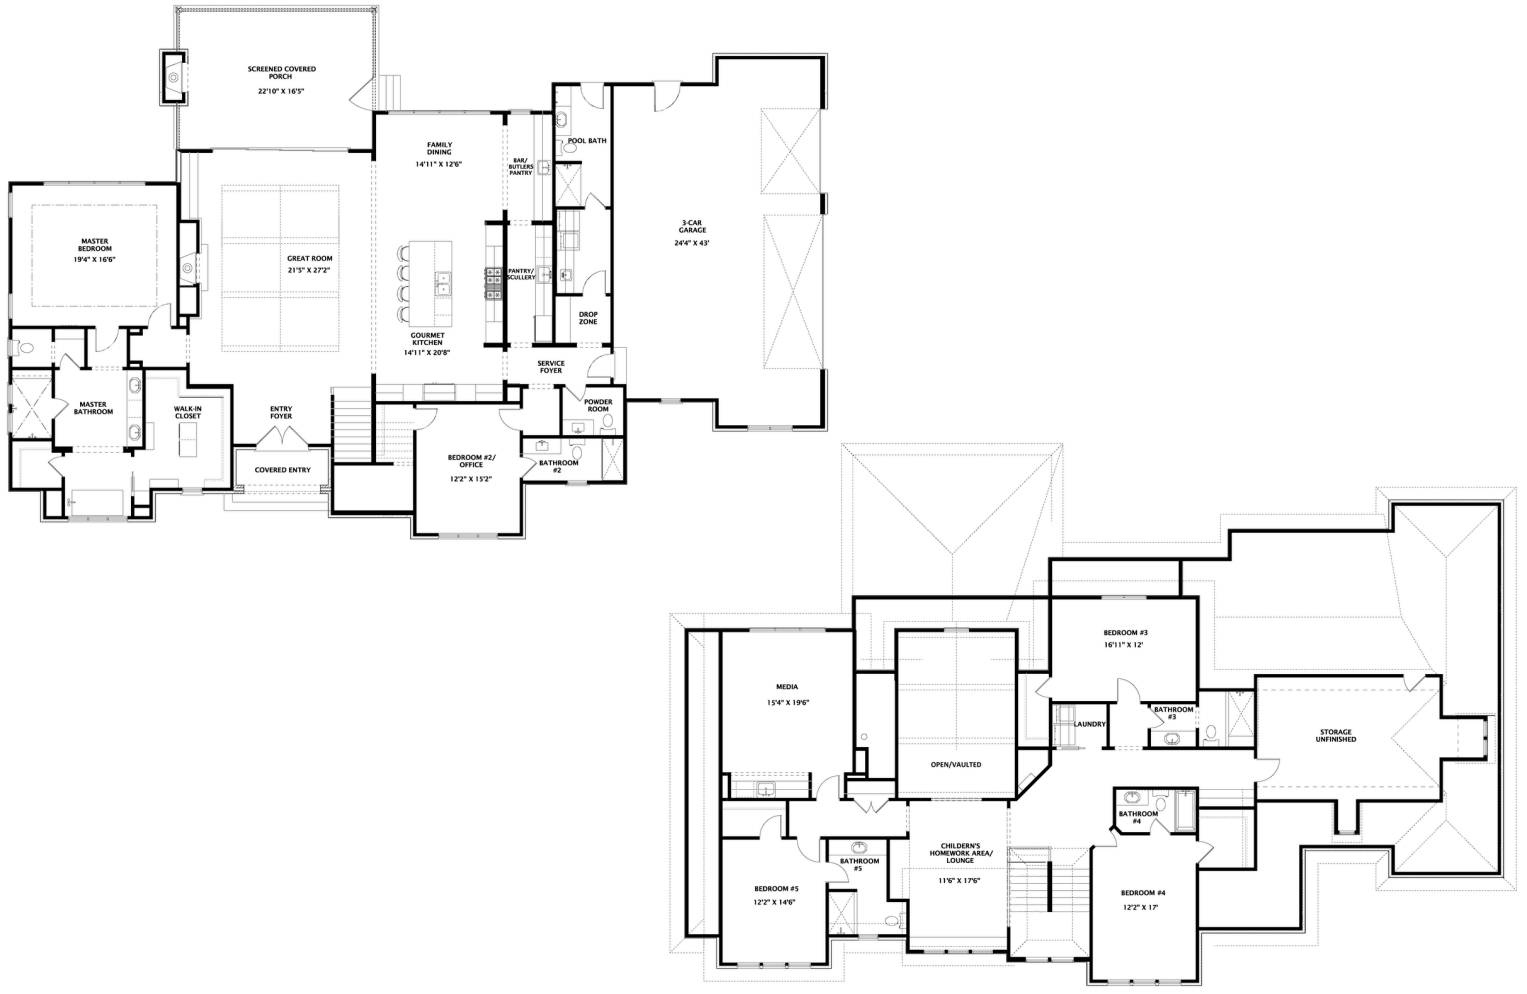 SCREENED COVERED
PORCH
22'10" X 16'5"
FAMILY
DINING
14'11" X 12'6"
BAR/
BUTLERS
PANTRY
POOL BATH
3-CAR
GARAGE
24'4" X 43'
MASTER
BEDROOM
19'4" X 16'6"
GREAT ROOM
21'5" X 27'2"
PANTRY/
SCULLERY
DROP
ZONE
GOURMET
KITCHEN
14'11" X 20'8"
SERVICE
FOYER
MASTER
BATHROOM
WALK-IN
CLOSET
ENTRY
FOYER
POWDER
ROOM
COVERED ENTRY
BEDROOM #2/
OFFICE
12'2" X 15'2"
BATHROOM
#2
BEDROOM #3
16'11" X 12'
MEDIA
15'4" X 19'6"
LAUNDRY
BATHROOM
#3
STORAGE
UNFINISHED
OPEN/VAULTED
BATHROOM
#4
CHILDERN'S
HOMEWORK AREA/
LOUNGE
11'6" X 17'6"
BATHROOM
#5
BEDROOM #5
12'2" X 14'6"
BEDROOM #4
12'2" X 17'